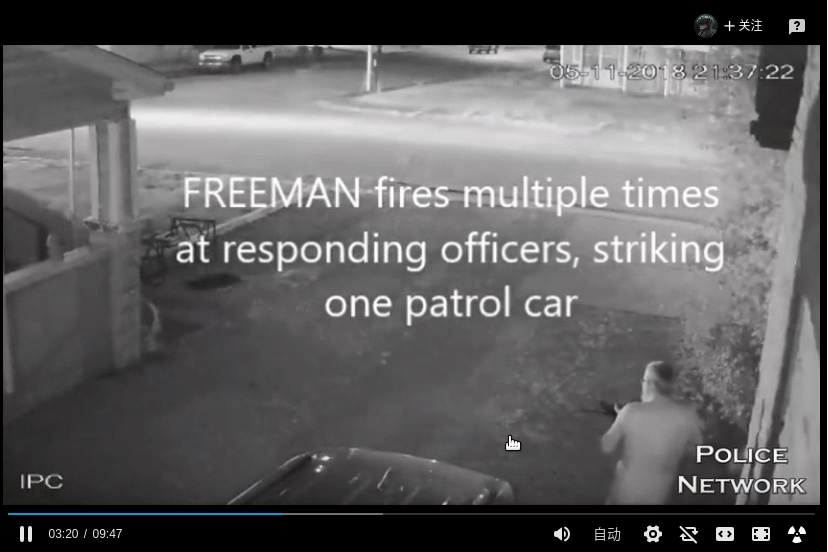 + 关注
05-11-2018 21:37:22
FREEMAN fires multiple times
at responding officers, striking
one patrol car
POLICE
NETWORK
IPC
03:20 / 09:47
自动